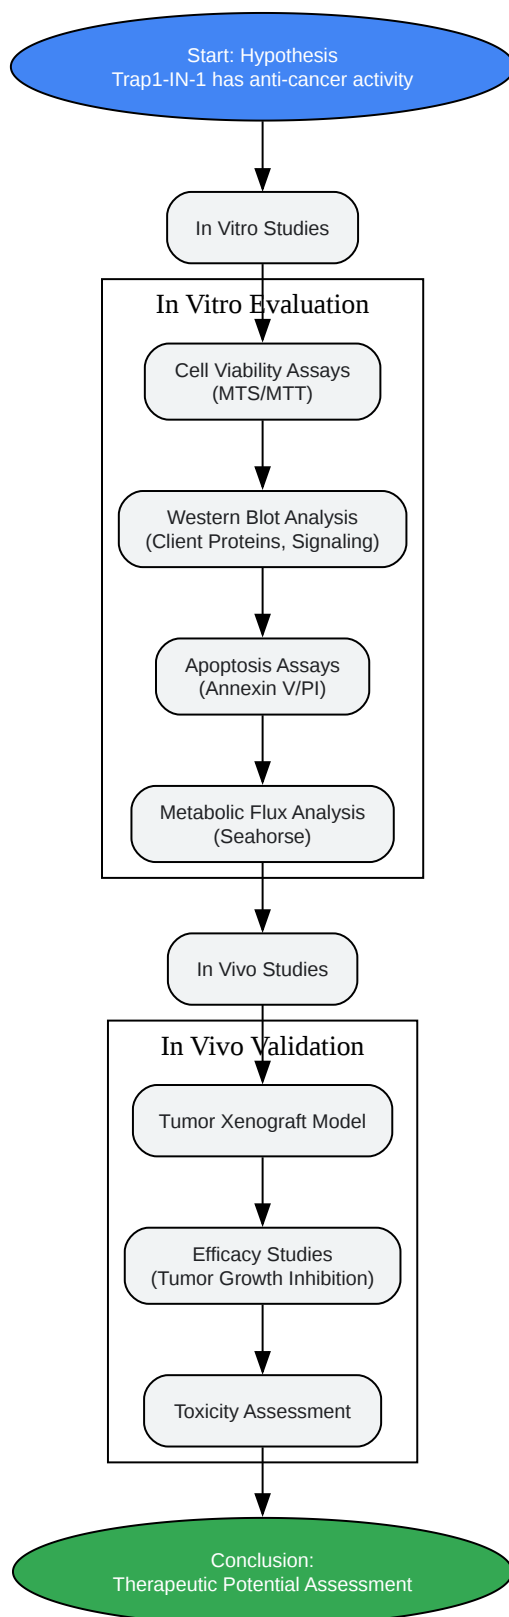 Start: Hypothesis
Trap1-IN-1 has anti-cancer activity
In Vitro Studies
In Vitro Evaluation
Cell Viability Assays
(MTS/MTT)
Western Blot Analysis
(Client Proteins, Signaling)
Apoptosis Assays
(Annexin V/PI)
Metabolic Flux Analysis
(Seahorse)
In Vivo Studies
In Vivo Validation
Tumor Xenograft Model
Efficacy Studies
(Tumor Growth Inhibition)
Toxicity Assessment
Conclusion:
Therapeutic Potential Assessment